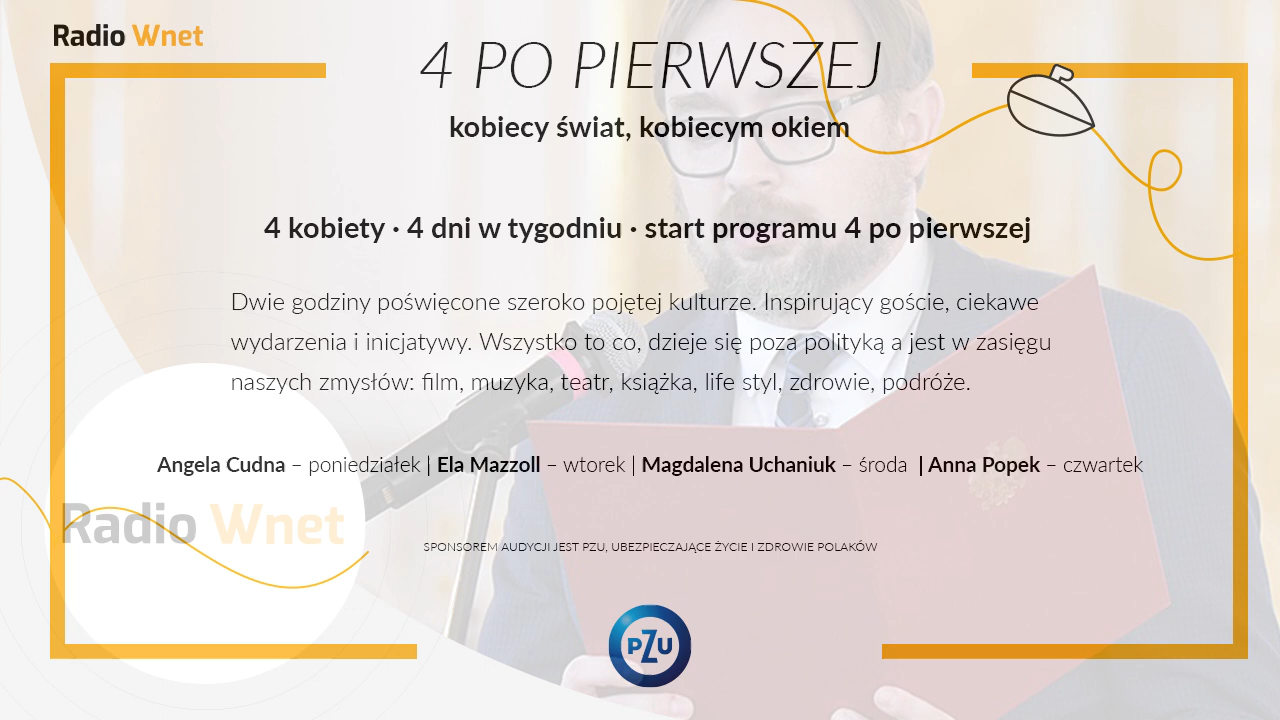 Radio Wnet
4 PO PIERWSZEJ
kobiecy świat, kobiecym okiem
4 kobiety · 4 dni w tygodniu · start programu 4 po pierwszej
Dwie godziny poświęcone szeroko pojętej kulturze. Inspirujący goście, ciekawe
wydarzenia i inicjatywy. Wszystko to co, dzieje się poza polityką a jest w zasięgu
naszych zmysłów: film, muzyka, teatr, książka, life styl, zdrowie, podróże.
Angela Cudna – poniedziałek | Ela Mazzoll – wtorek | Magdalena Uchaniuk – środa | Anna Popek – czwartek
Radio Wnet
SPONSOREM AUDYCJI JEST PZU, UBEZPIECZAJĄCE ŻYCIE I ZDROWIE POLAKÓW
PZU